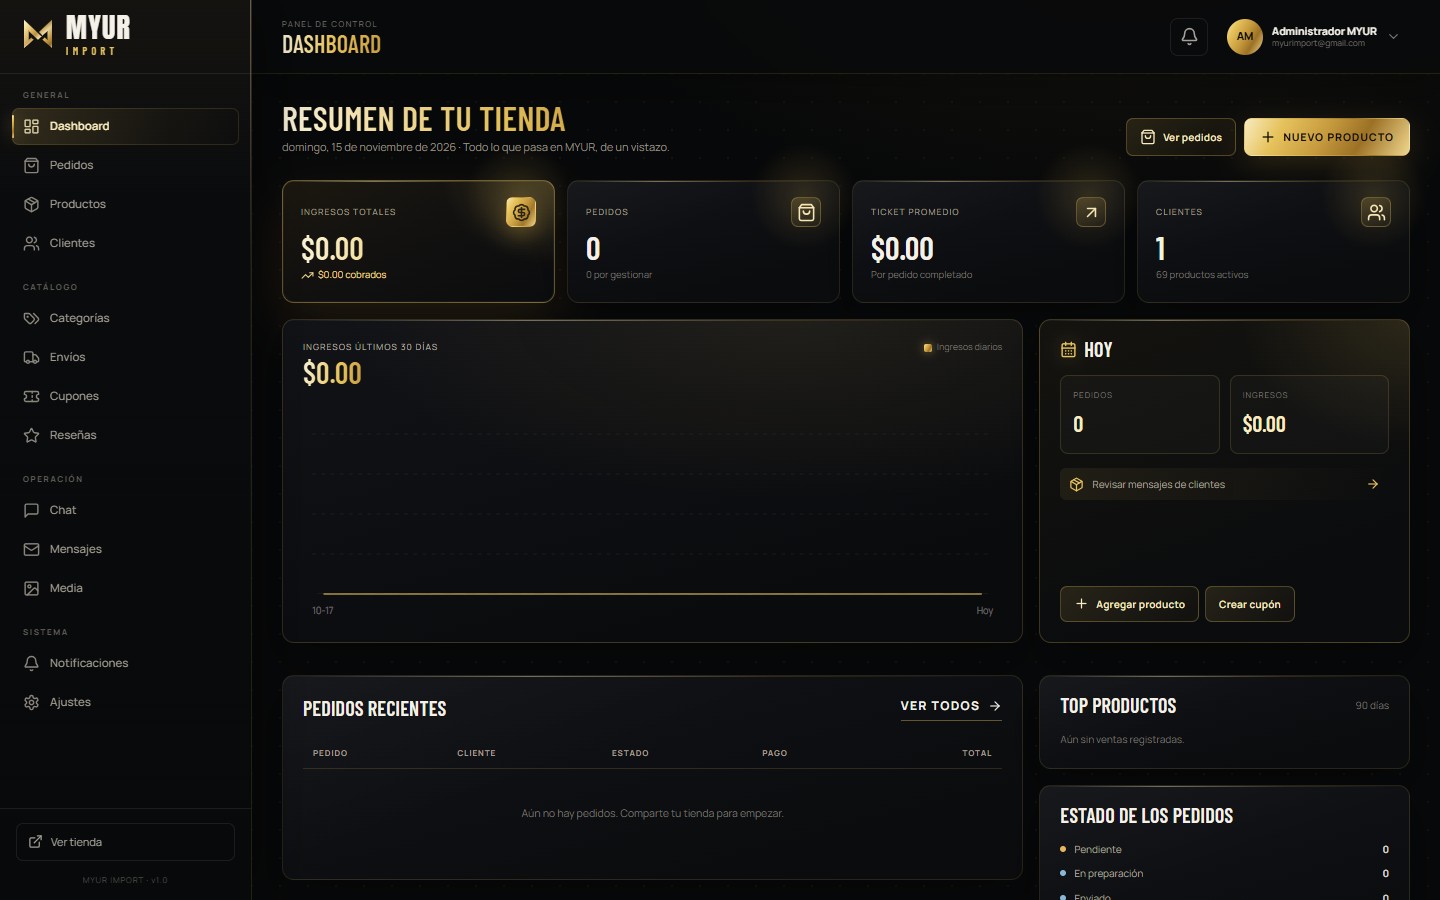 MYUR
IMPORT
GENERAL
Dashboard
Pedidos
Productos
Clientes
CATÁLOGO
Categorías
Envíos
Cupones
Reseñas
OPERACIÓN
Chat
Mensajes
Media
SISTEMA
Notificaciones
Ajustes
Ver tienda
MYUR IMPORT · v1.0
PANEL DE CONTROL
DASHBOARD
AM
Administrador MYUR
myurimport@gmail.com
RESUMEN DE TU TIENDA
domingo, 15 de noviembre de 2026 · Todo lo que pasa en MYUR, de un vistazo.
Ver pedidos
NUEVO PRODUCTO
INGRESOS TOTALES
$0.00
$0.00 cobrados
PEDIDOS
0
0 por gestionar
TICKET PROMEDIO
$0.00
Por pedido completado
CLIENTES
1
69 productos activos
INGRESOS ÚLTIMOS 30 DÍAS
$0.00
Ingresos diarios
10-17
Hoy
HOY
PEDIDOS
0
INGRESOS
$0.00
Revisar mensajes de clientes
Agregar producto
Crear cupón
PEDIDOS RECIENTES
VER TODOS
PEDIDO CLIENTE ESTADO PAGO TOTAL
Aún no hay pedidos. Comparte tu tienda para empezar.
TOP PRODUCTOS
90 días
Aún sin ventas registradas.
ESTADO DE LOS PEDIDOS
Pendiente 0
En preparación 0
Enviado 0